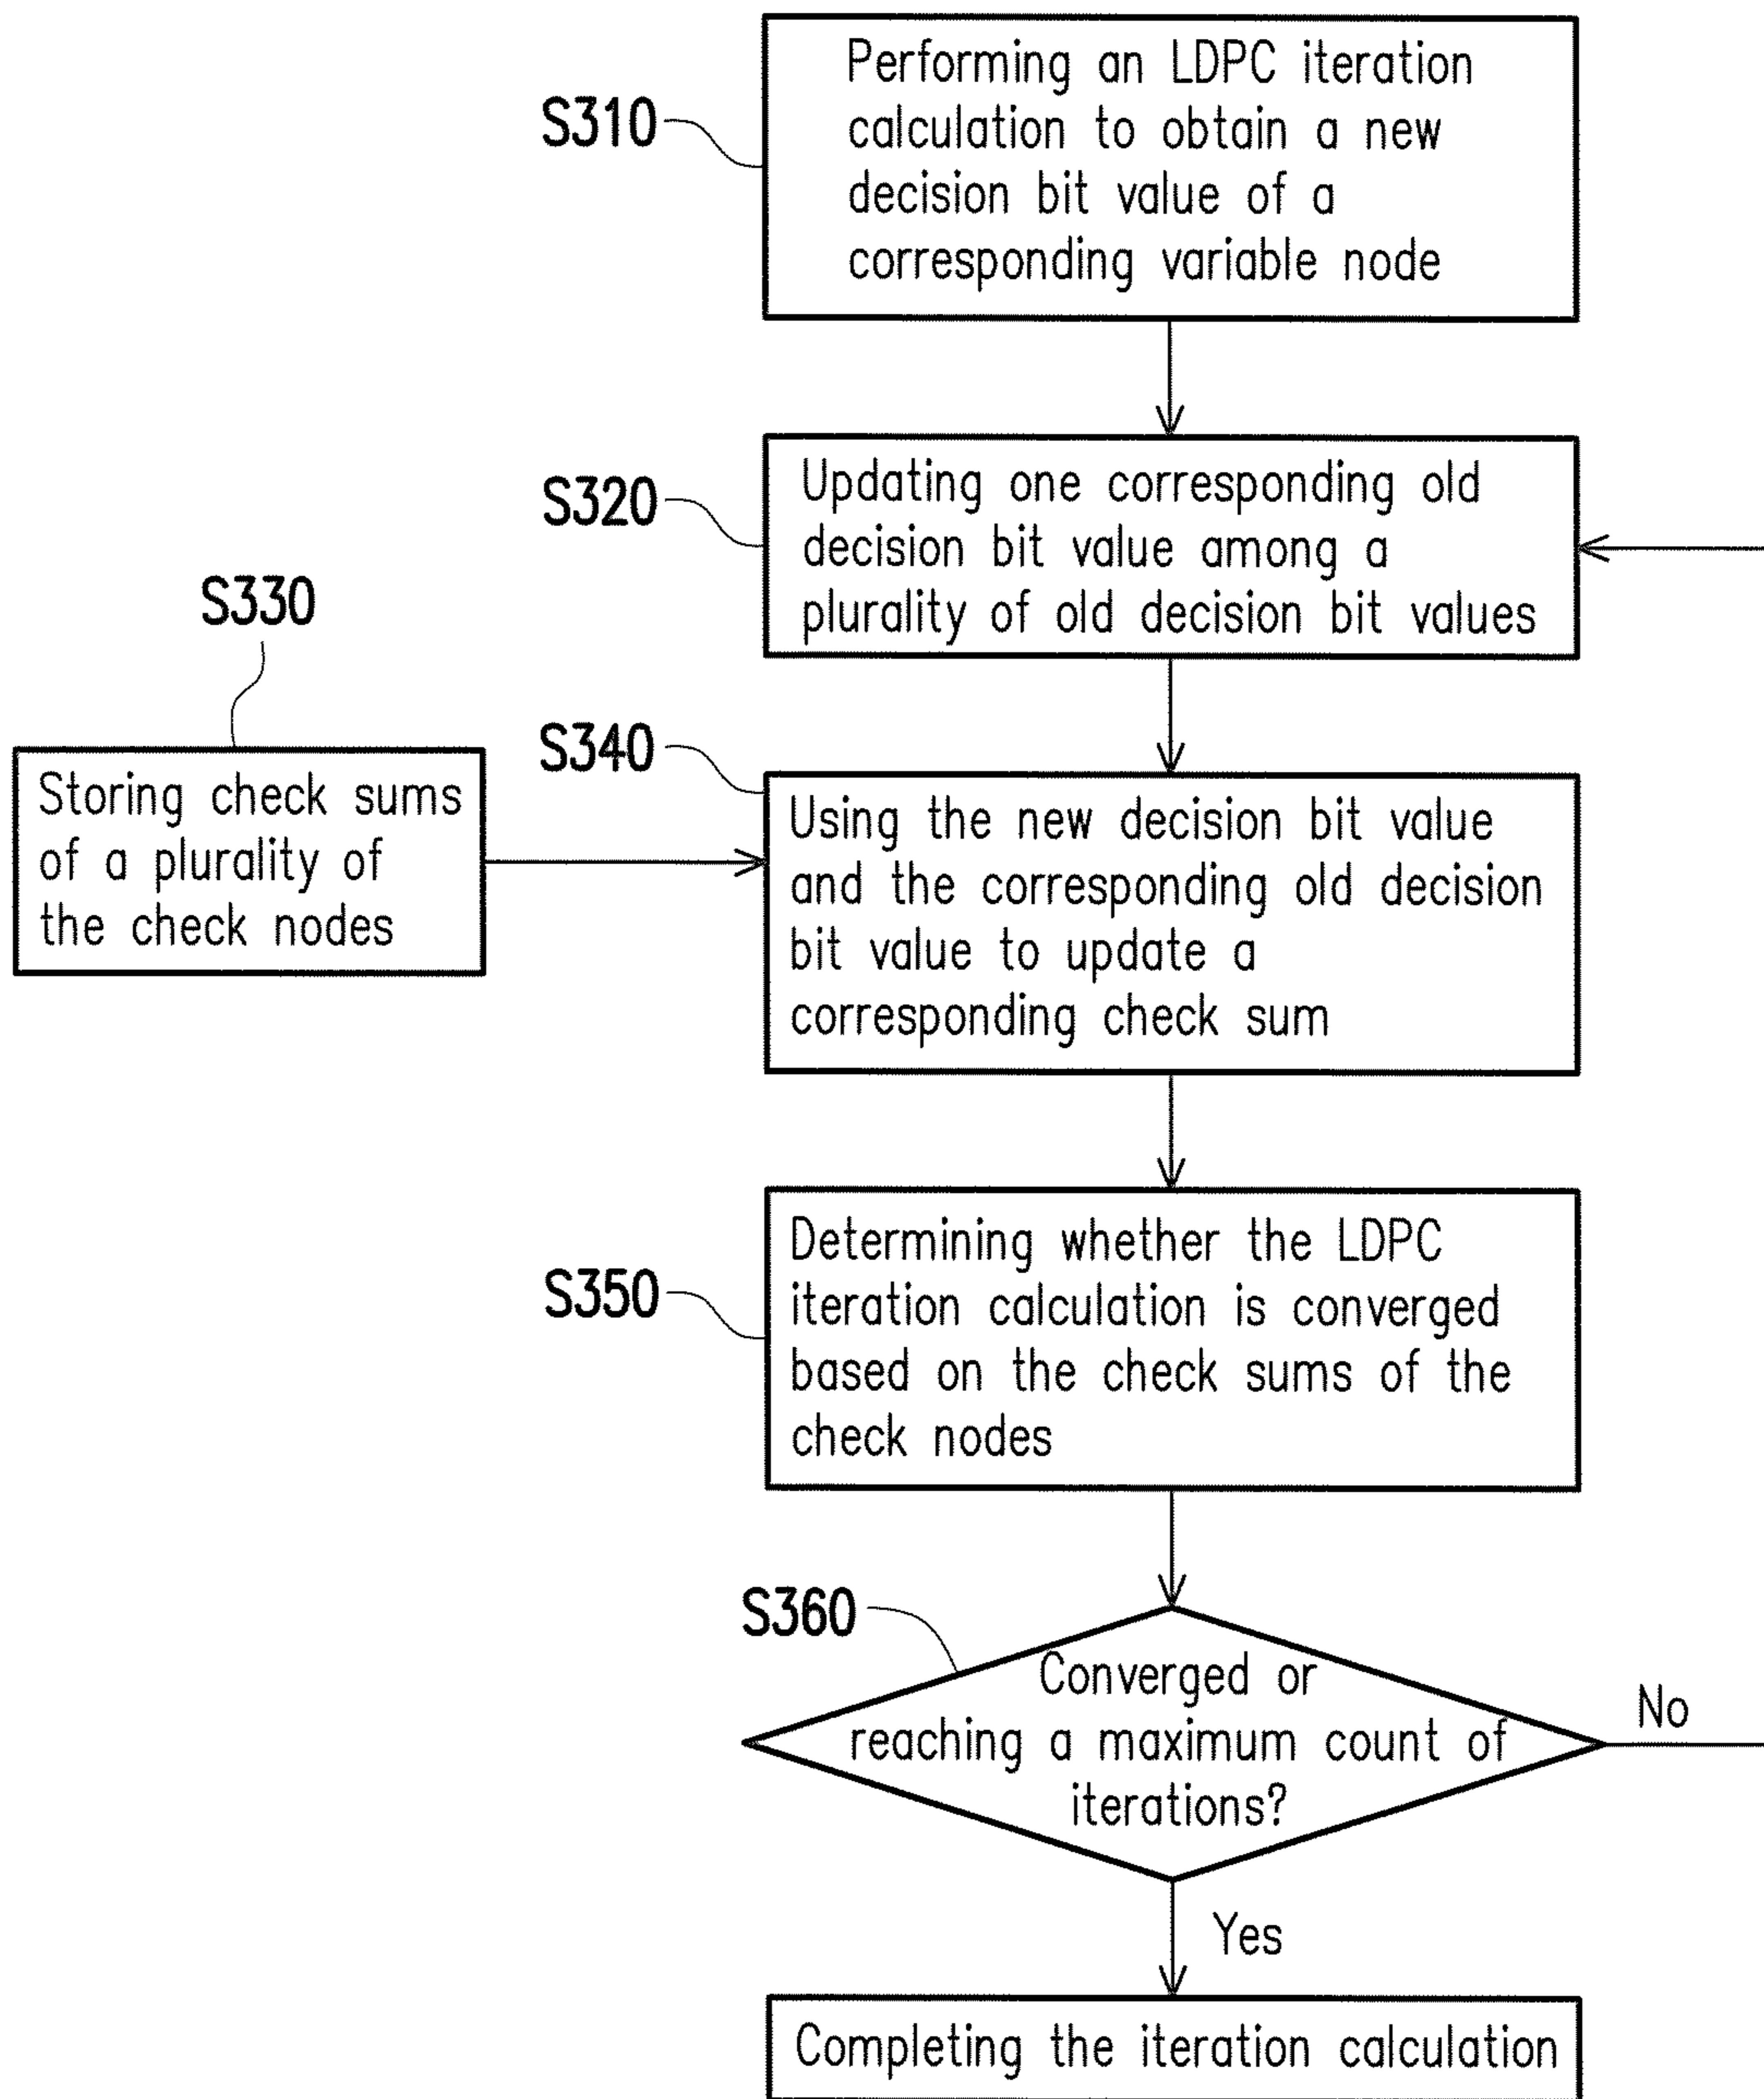 S310
Performing an LDPC iteration
calculation to obtain a new
decision bit value of a
corresponding variable node
S320
Updating one corresponding old
decision bit value among a
plurality of old decision bit values
S330
Storing check sums
of a plurality of
the check nodes
S340
Using the new decision bit value
and the corresponding old decision
bit value to update a
corresponding check sum
S350
Determining whether the LDPC
iteration calculation is converged
based on the check sums of the
check nodes
S360
Converged or
reaching a maximum count of
iterations?
No
Yes
Completing the iteration calculation